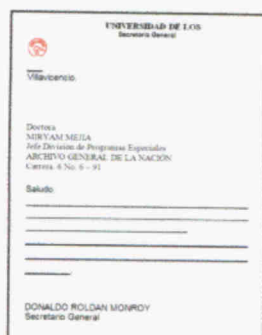 UNIVERSIDAD DE LOS
Secretario General
Villavicencio,
Doctora
MIRYAM MEJIA
Jefe División de Programas Especiales
ARCHIVO GENERAL DE LA NACIÓN
Carrera. 6 No. 6 – 91
Saludo
DONALDO ROLDAN MONROY
Secretario General